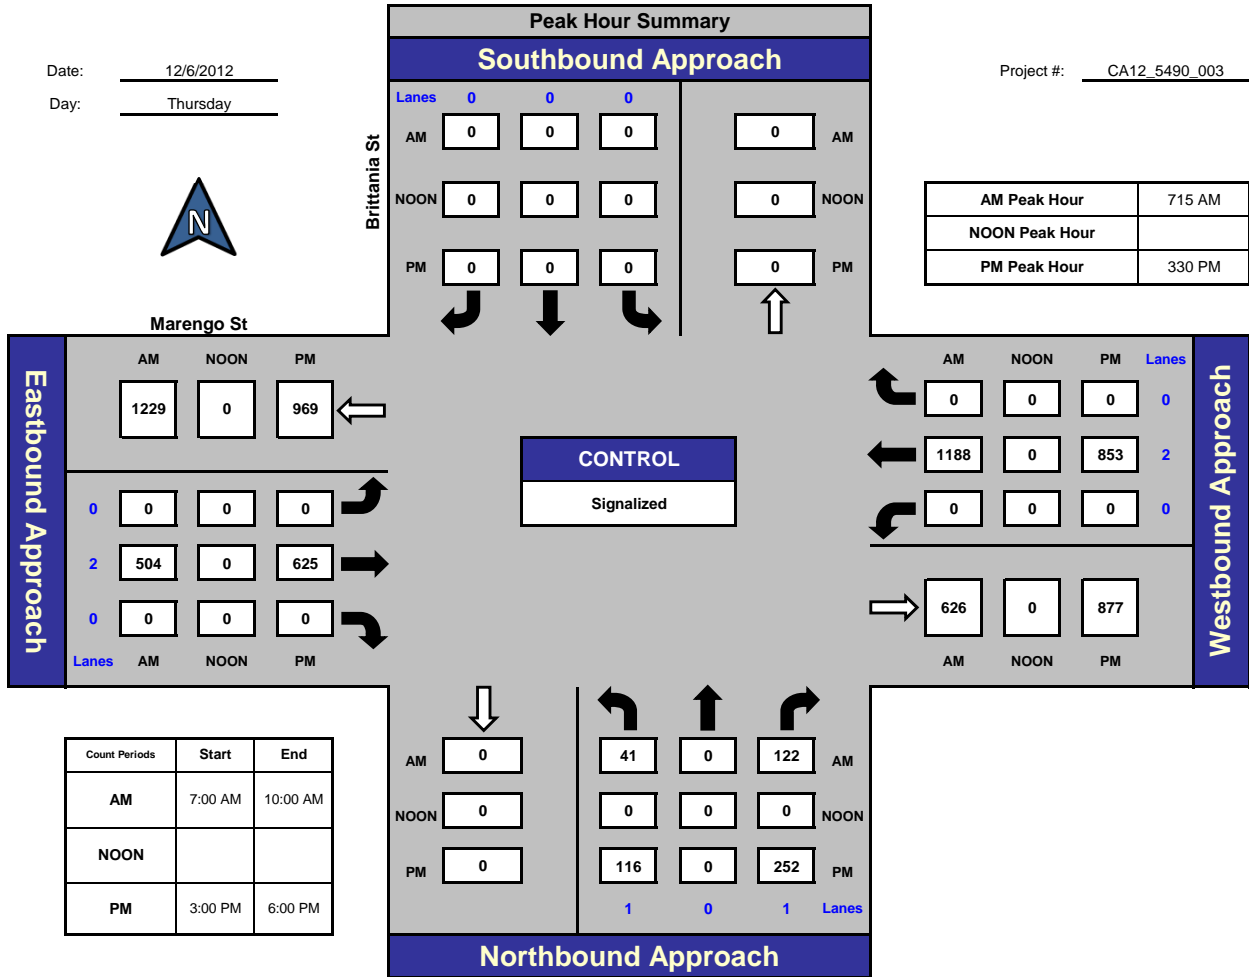 Peak Hour Summary
Southbound Approach
Date: 12/6/2012
Project #: CA12_5490_003
Day: Thursday
Lanes 0 0 0
AM 0 0 0 0 AM
Brittania St
N
NOON 0 0 0 0 NOON
AM Peak Hour 715 AM
NOON Peak Hour
PM Peak Hour 330 PM
PM 0 0 0 0 PM
Marengo St
Eastbound Approach
AM NOON PM
1229 0 969
0 0 0 0
2 504 0 625
0 0 0 0
Lanes AM NOON PM
CONTROL
Signalized
AM NOON PM Lanes
0 0 0 0
1188 0 853 2
0 0 0 0
626 0 877
AM NOON PM
Westbound Approach
Count Periods Start End
AM 7:00 AM 10:00 AM
NOON
PM 3:00 PM 6:00 PM
AM 0 41 0 122 AM
NOON 0 0 0 0 NOON
PM 0 116 0 252 PM
1 0 1 Lanes
Northbound Approach